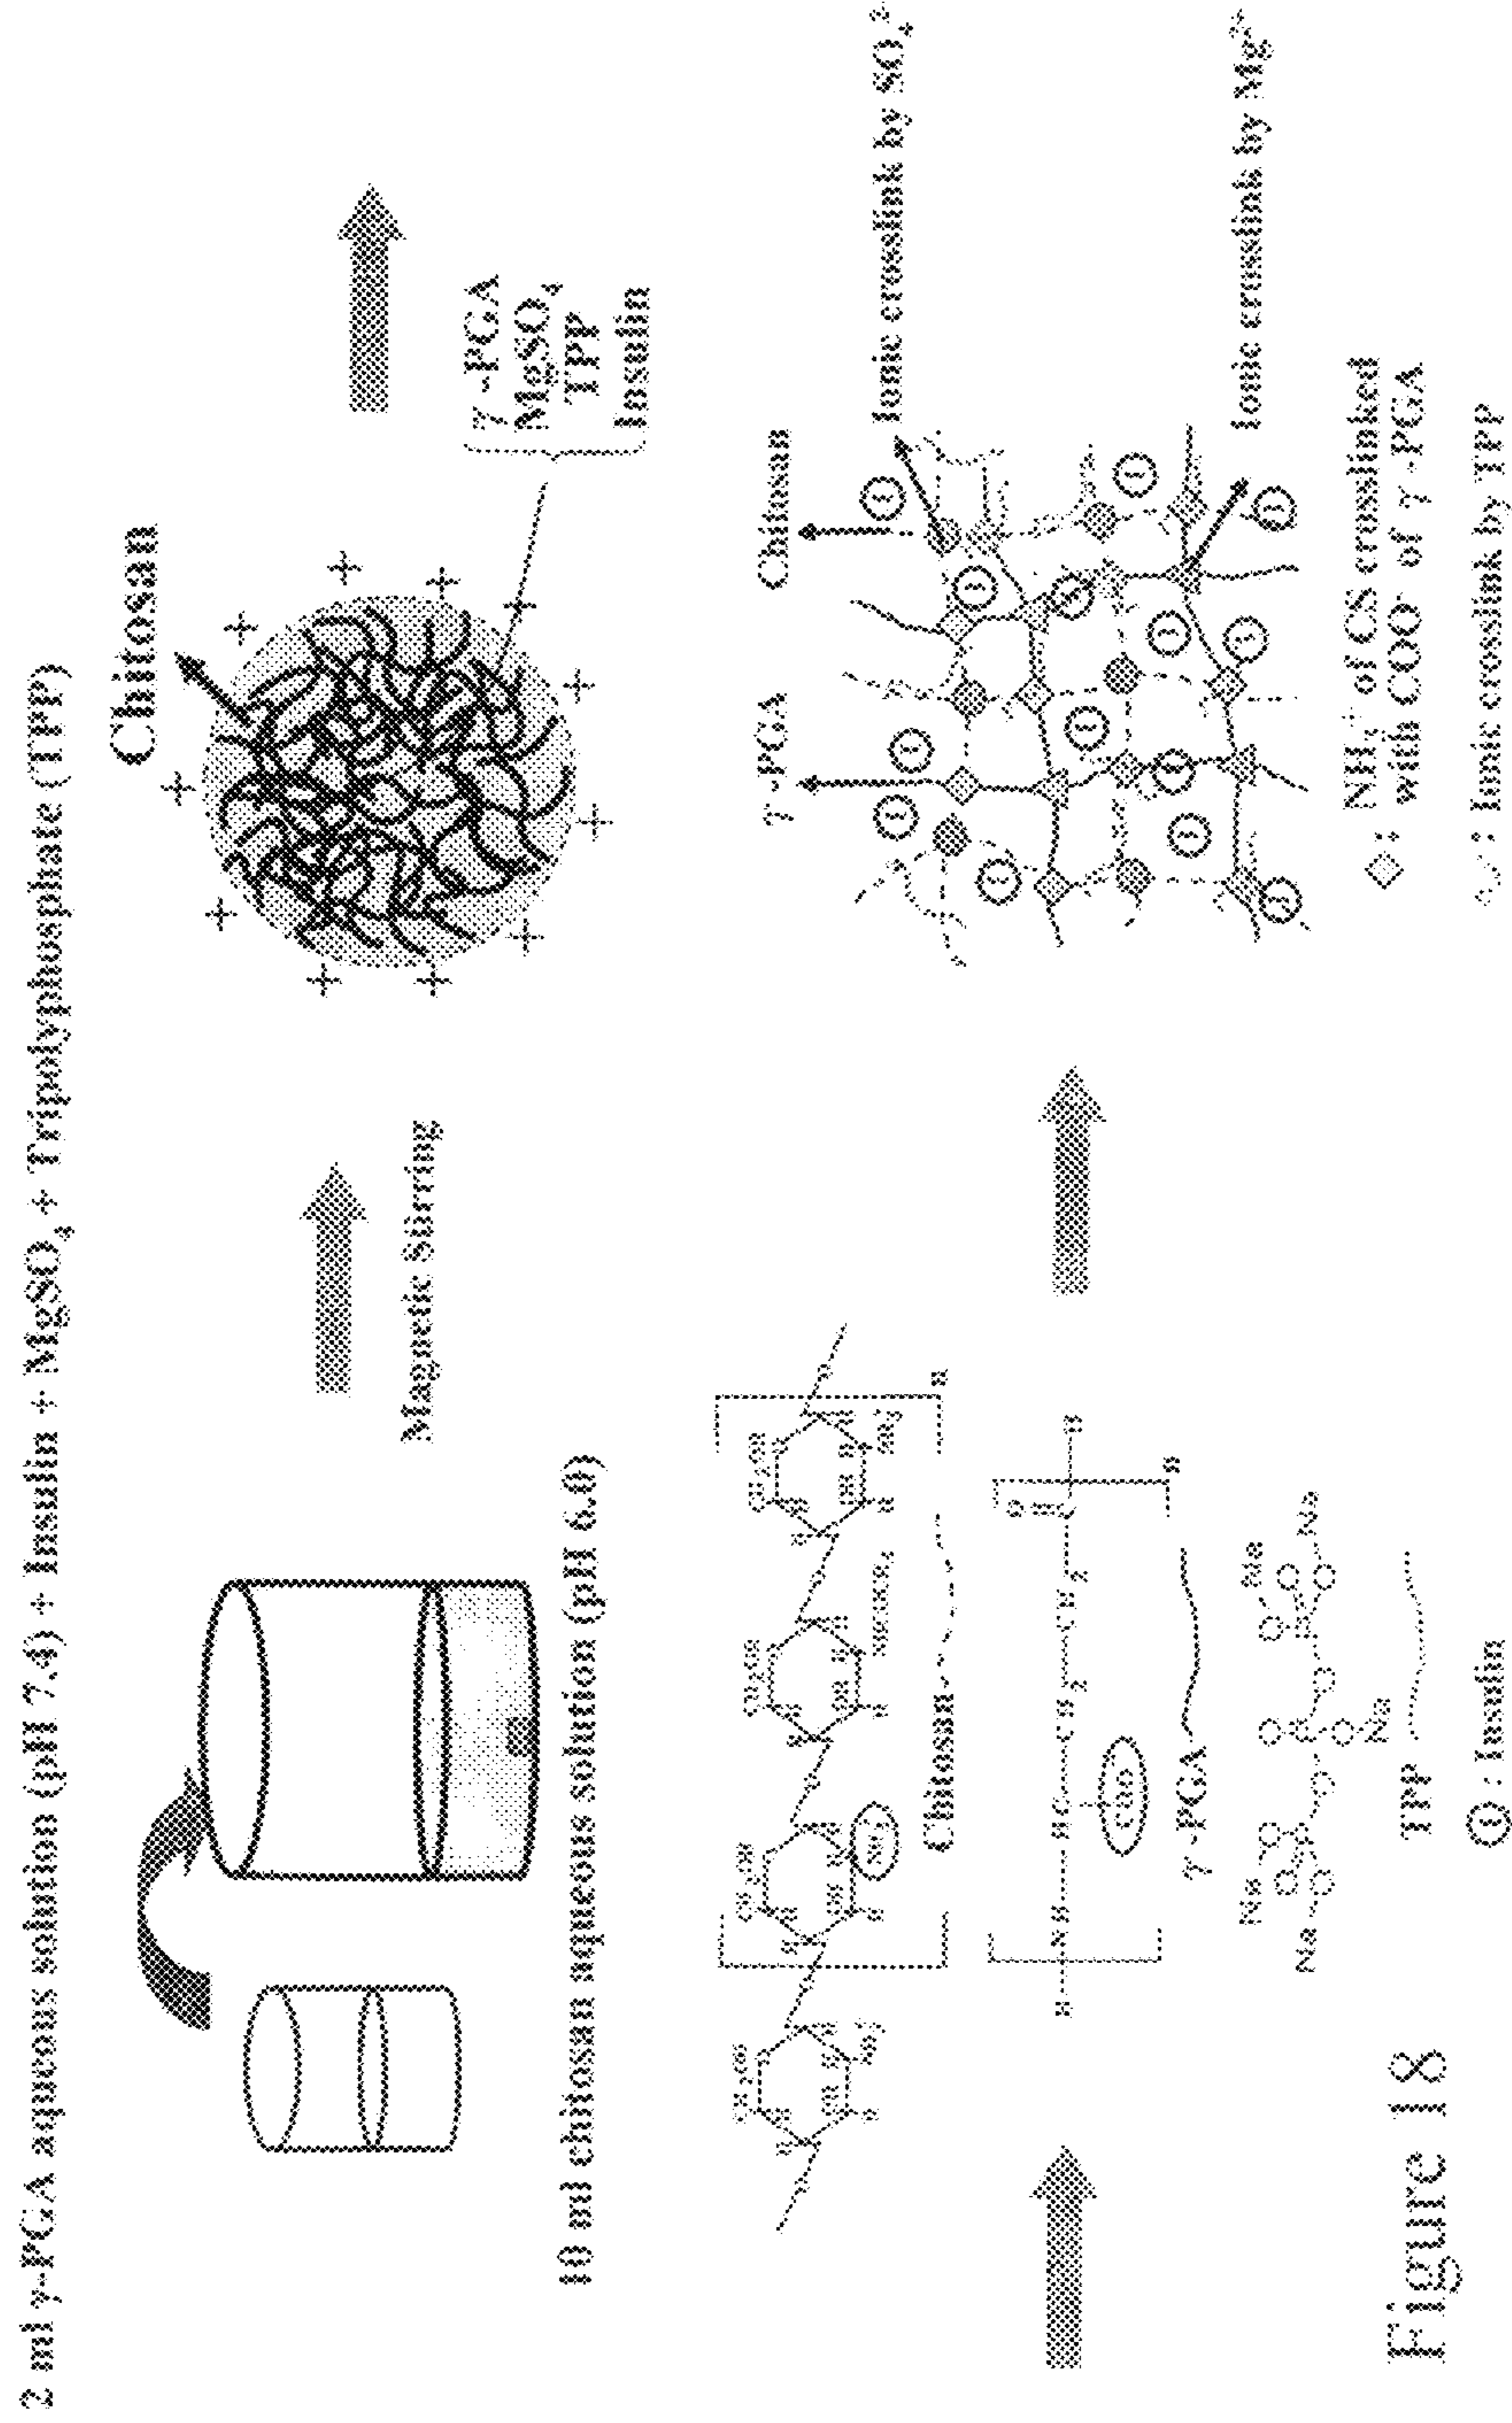 2 ml γ-PGA aqueous solution (pH 7.4) + Insulin + MgSO₄ + Tripolyphosphate (TPP)
Chitosan
Magnetic Stirring
γ-PGA
MgSO₄
TPP
Insulin
10 ml chitosan aqueous solution (pH 6.0)
Chitosan
γ-PGA
TPP
: Insulin
γ-PGA
Chitosan
Ionic crosslink by SO₄²⁻
Ionic crosslink by Mg²⁺
: NH₃⁺ of CS crosslinked
with COO⁻ of γ-PGA
: Ionic crosslink by TPP
Figure 18